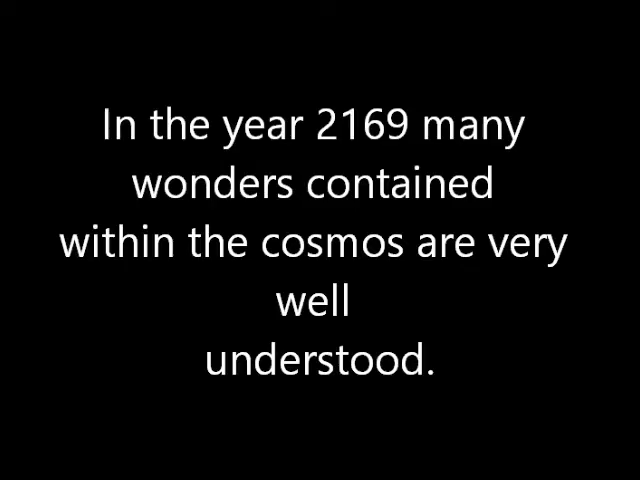 In the year 2169 many
wonders contained
within the cosmos are very
well
understood.